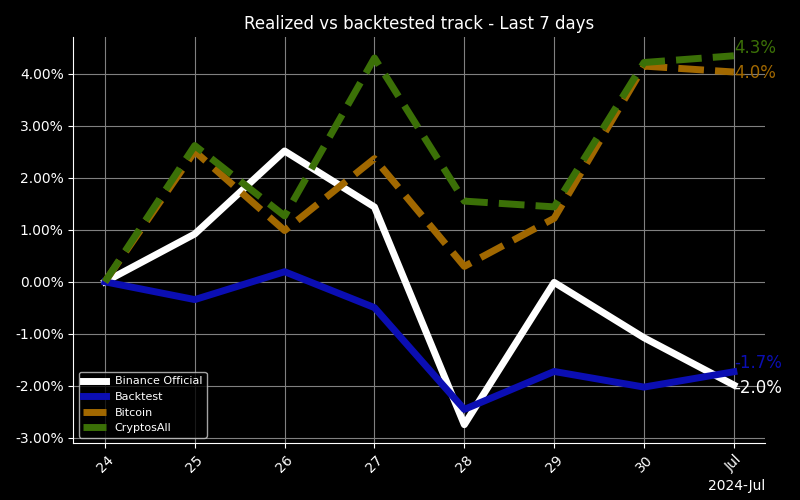 Realized vs backtested track - Last 7 days
4.3%
4.0%
4.00%
3.00%
2.00%
1.00%
0.00%
-1.00%
-2.00%
-3.00%
-1.7%
-2.0%
Binance Official
Backtest
Bitcoin
CryptosAll
24 25 26 27 28 29 30 Jul
2024-Jul